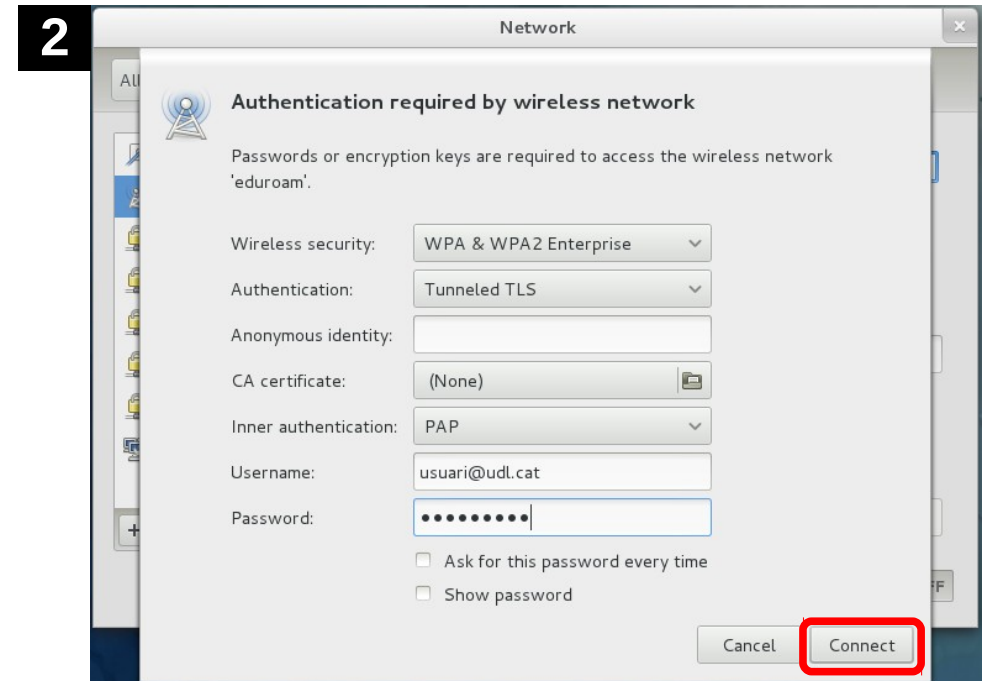 2
Network
All
Authentication required by wireless network
Passwords or encryption keys are required to access the wireless network
'eduroam'.
Wireless security: WPA & WPA2 Enterprise
Authentication: Tunneled TLS
Anonymous identity:
CA certificate: (None)
Inner authentication: PAP
Username: usuari@udl.cat
Password: •••••••••
Ask for this password every time
Show password
Cancel Connect